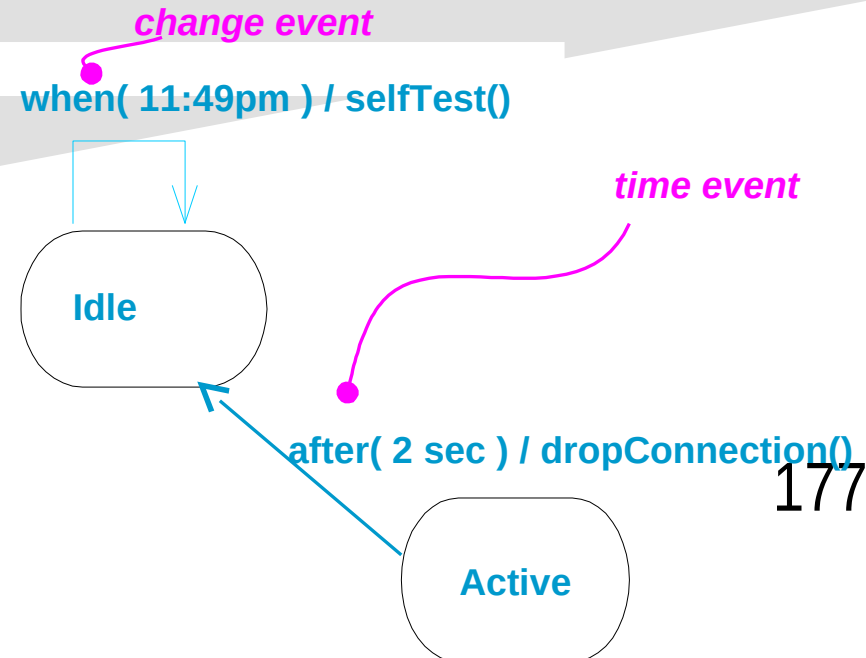 change event
when( 11:49pm ) / selfTest()
time event
Idle
after( 2 sec ) / dropConnection()
177
Active